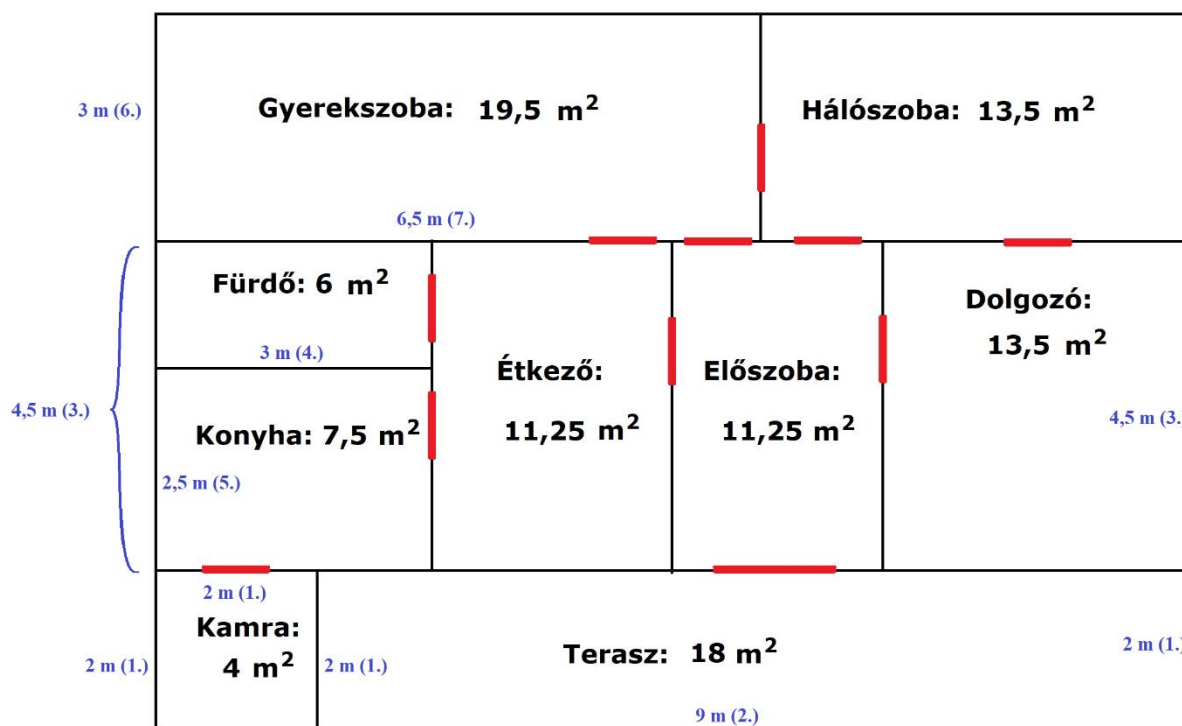 3 m (6.)
Gyerekszoba: 19,5 m²
Hálószoba: 13,5 m²
6,5 m (7.)
Fürdő: 6 m²
Dolgozó:
13,5 m²
3 m (4.)
Étkező:
Előszoba:
4,5 m (3.)
Konyha: 7,5 m²
11,25 m²
11,25 m²
4,5 m (3.
2,5 m (5.)
2 m (1.)
Kamra:
2 m (1.)
4 m²
2 m (1.)
Terasz: 18 m²
2 m (1.)
9 m (2.)